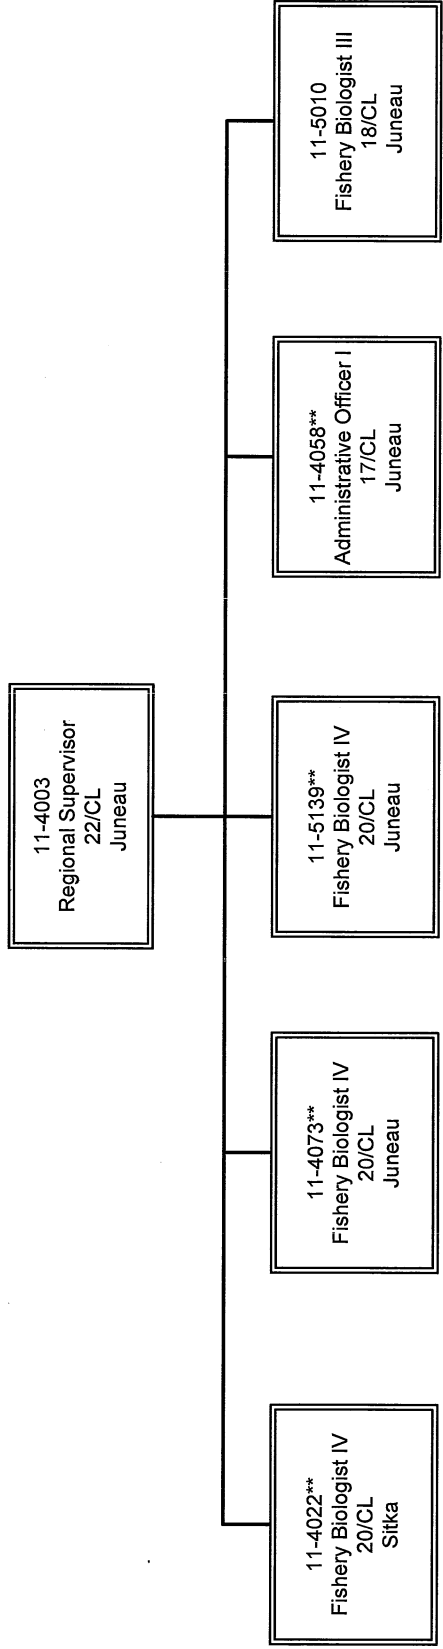 11-4003
Regional Supervisor
22/CL
Juneau
11-4022**
Fishery Biologist IV
20/CL
Sitka
11-4073**
Fishery Biologist IV
20/CL
Juneau
11-5139**
Fishery Biologist IV
20/CL
Juneau
11-4058**
Administrative Officer I
17/CL
Juneau
11-5010
Fishery Biologist III
18/CL
Juneau